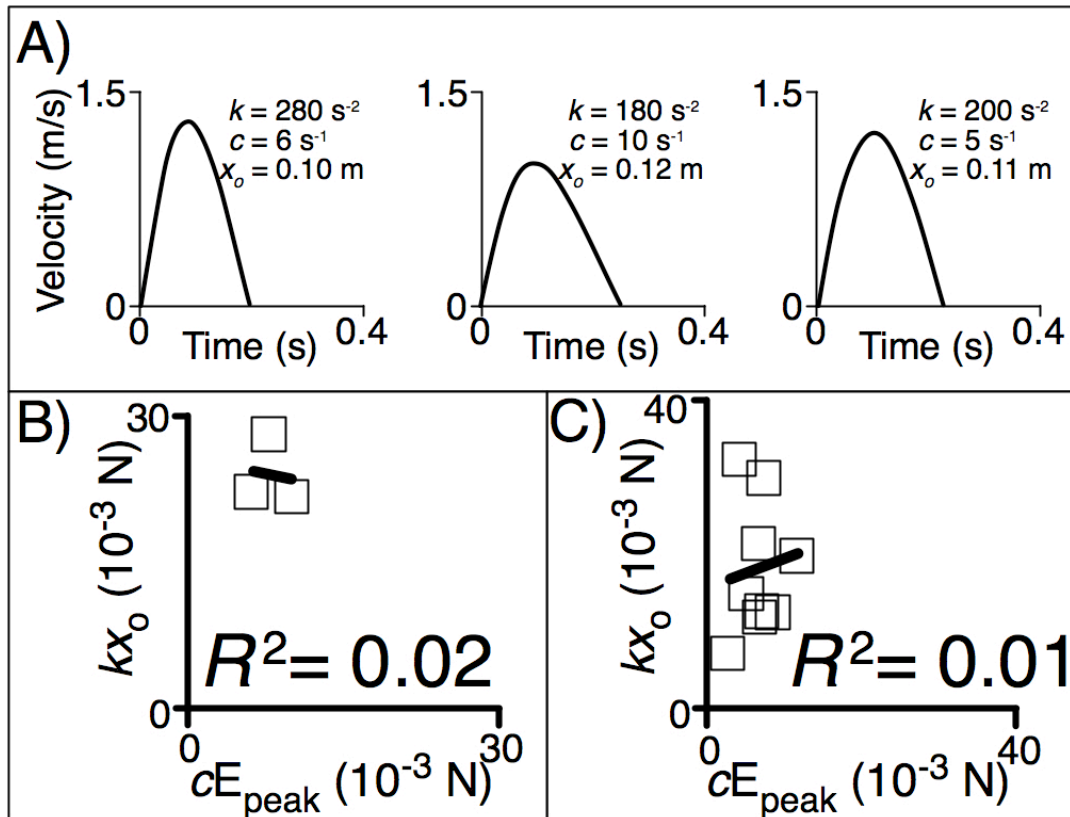 A)
Velocity (m/s)
1.5
0
0
0.4
Time (s)
k = 280 s⁻²
c = 6 s⁻¹
xₒ = 0.10 m
1.5
0
0
0.4
Time (s)
k = 180 s⁻²
c = 10 s⁻¹
xₒ = 0.12 m
1.5
0
0
0.4
Time (s)
k = 200 s⁻²
c = 5 s⁻¹
xₒ = 0.11 m
B)
30
kxₒ (10⁻³ N)
R² = 0.02
0
0
30
cE_peak (10⁻³ N)
C)
40
kxₒ (10⁻³ N)
R² = 0.01
0
0
40
cE_peak (10⁻³ N)